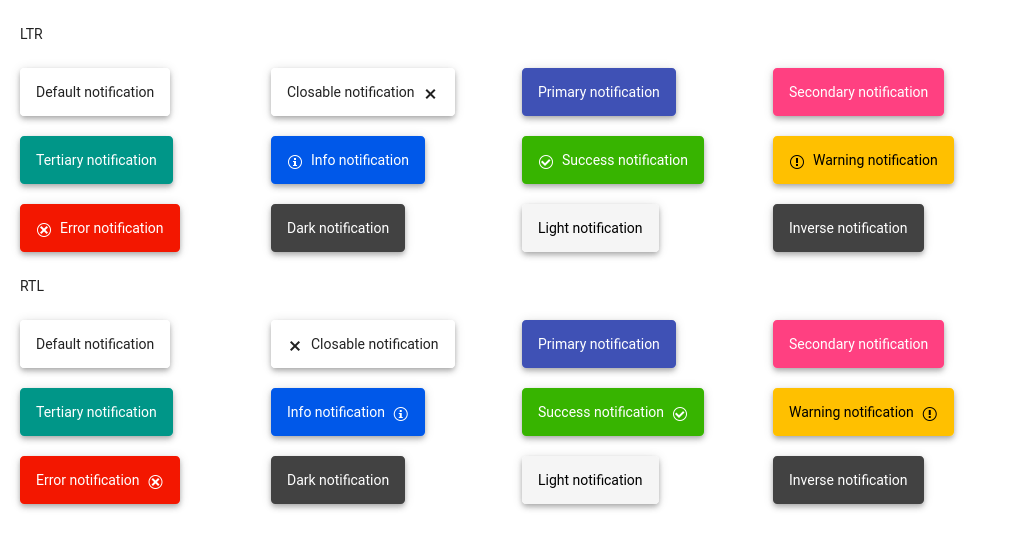 LTR
Default notification
Closable notification
Primary notification
Secondary notification
Tertiary notification
Info notification
Success notification
Warning notification
Error notification
Dark notification
Light notification
Inverse notification
RTL
Default notification
Closable notification
Primary notification
Secondary notification
Tertiary notification
Info notification
Success notification
Warning notification
Error notification
Dark notification
Light notification
Inverse notification